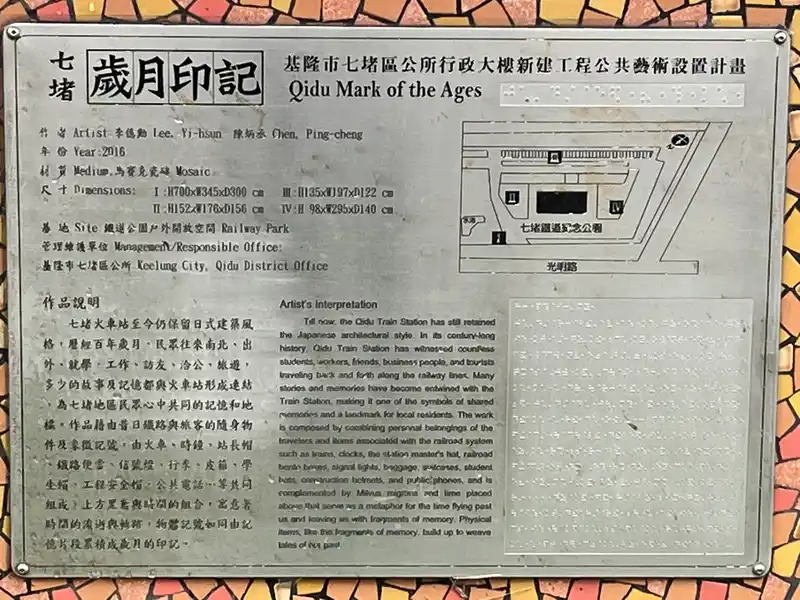 七堵 歲月印記
基隆市七堵區公所行政大樓新建工程公共藝術設置計畫
Qidu Mark of the Ages
作 者 Artist 李億勳 Lee, Yi-hsun 陳炳丞 Chen, Ping-cheng
年 份 Year:2016
材 質 Medium 馬賽克瓷磚 Mosaic
尺 寸 Dimensions: I:H700xW345xD300 cm III:H135xW197xD122 cm
II:H152xW176xD156 cm IV:H 98xW295xD140 cm
基 地 Site 鐵道公園戶外開放空間 Railway Park
管理維護單位 Management/Responsible Office:
基隆市七堵區公所 Keelung City, Qidu District Office
III
II
IV
I
七堵鐵道紀念公園
光明路
作品說明
七堵火車站至今仍保留日式建築風
格,歷經百年歲月,民眾往來南北、出
外、就學、工作、訪友、洽公、旅遊,
多少的故事及記憶都與火車站形成連結
,為七堵地區民眾心中共同的記憶和地
標。作品藉由昔日鐵路與旅客的隨身物
件及象徵記號,由火車、時鐘、站長帽
、鐵路便當、信號燈、行李、皮箱、學
生帽、工程安全帽、公共電話…等共同
組成,上方黑鳶與時間的組合,寓意著
時間的流逝與軌跡,物體記號如同由記
憶片段累積成歲月的印記。
Artist's Interpretation
Till now, the Qidu Train Station has still retained
the Japanese architectural style. In its century-long
history, Qidu Train Station has witnessed countless
students, workers, friends, business people, and tourists
traveling back and forth along the railway lines. Many
stories and memories have become entwined with the
Train Station, making it one of the symbols of shared
memories and a landmark for local residents. The work
is composed by combining personal belongings of the
travelers and items associated with the railroad system
such as trains, clocks, the station master's hat, railroad
bento boxes, signal lights, baggage, suitcases, student
hats, construction helmets, and public phones, and is
complemented by Milvus migrans and time placed
above that serve as a metaphor for the time flying past
us and leaving us with fragments of memory. Physical
items, like the fragments of memory, build up to weave
tales of our past.